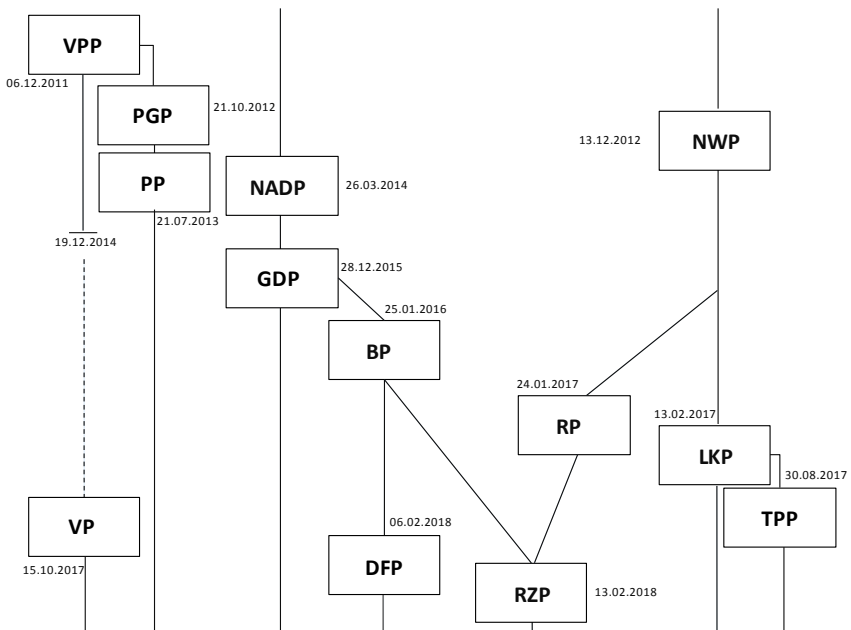 VPP
06.12.2011
PGP
21.10.2012
13.12.2012
NWP
PP
21.07.2013
NADP
26.03.2014
19.12.2014
GDP
28.12.2015
25.01.2016
BP
24.01.2017
RP
13.02.2017
LKP
30.08.2017
TPP
VP
15.10.2017
06.02.2018
DFP
RZP
13.02.2018